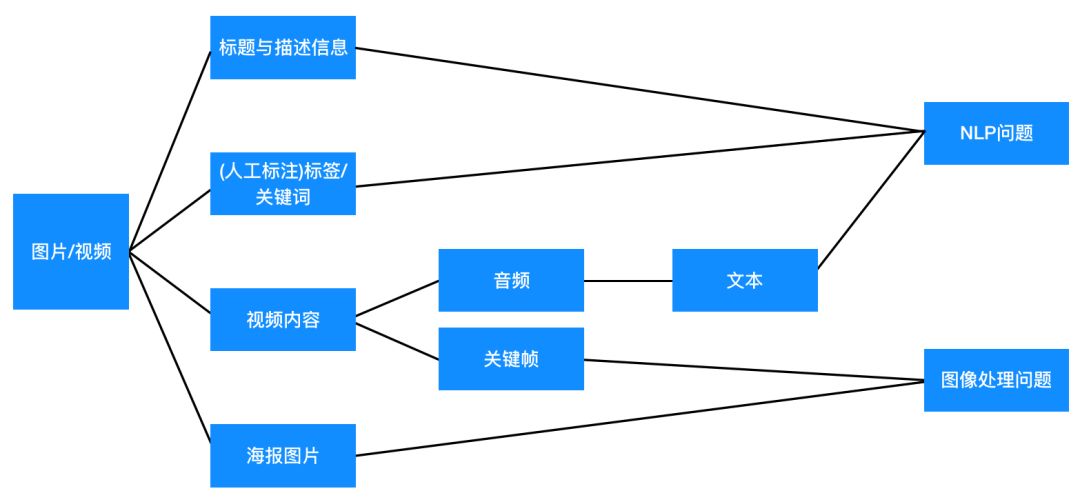 标题与描述信息
NLP问题
(人工标注)标签/
关键词
图片/视频
音频
文本
视频内容
关键帧
图像处理问题
海报图片